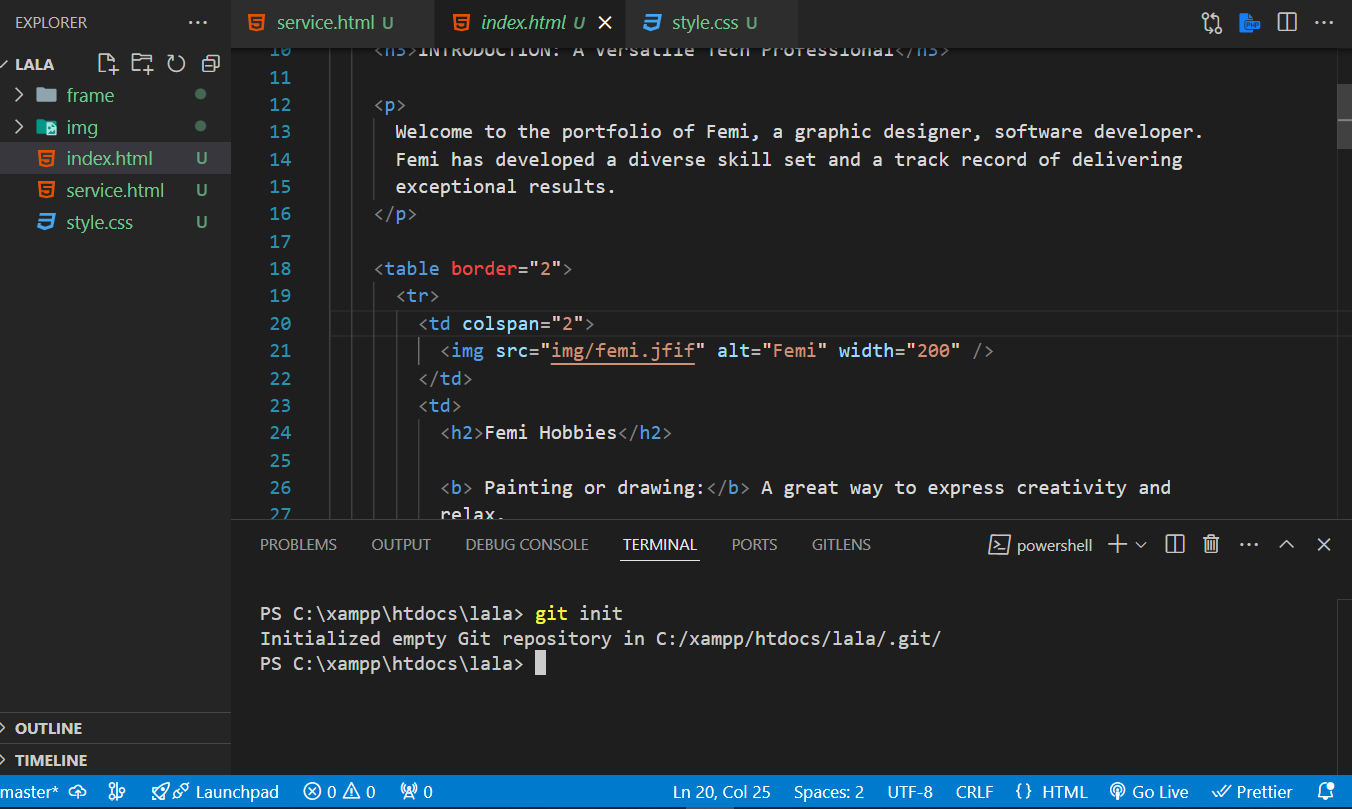 EXPLORER
service.html U
index.html U
style.css U
LALA
frame
img
index.html U
service.html U
style.css U
10 <h3>INTRODUCTION: A Versatile Tech Professional</h3>
11
12 <p>
13 Welcome to the portfolio of Femi, a graphic designer, software developer.
14 Femi has developed a diverse skill set and a track record of delivering
15 exceptional results.
16 </p>
17
18 <table border="2">
19 <tr>
20 <td colspan="2">
21 <img src="img/femi.jfif" alt="Femi" width="200" />
22 </td>
23 <td>
24 <h2>Femi Hobbies</h2>
25
26 <b> Painting or drawing:</b> A great way to express creativity and
27 relax.
PROBLEMS OUTPUT DEBUG CONSOLE TERMINAL PORTS GITLENS
powershell
PS C:\xampp\htdocs\lala> git init
Initialized empty Git repository in C:/xampp/htdocs/lala/.git/
PS C:\xampp\htdocs\lala>
OUTLINE
TIMELINE
master* Launchpad 0 0 0 Ln 20, Col 25 Spaces: 2 UTF-8 CRLF {} HTML Go Live Prettier